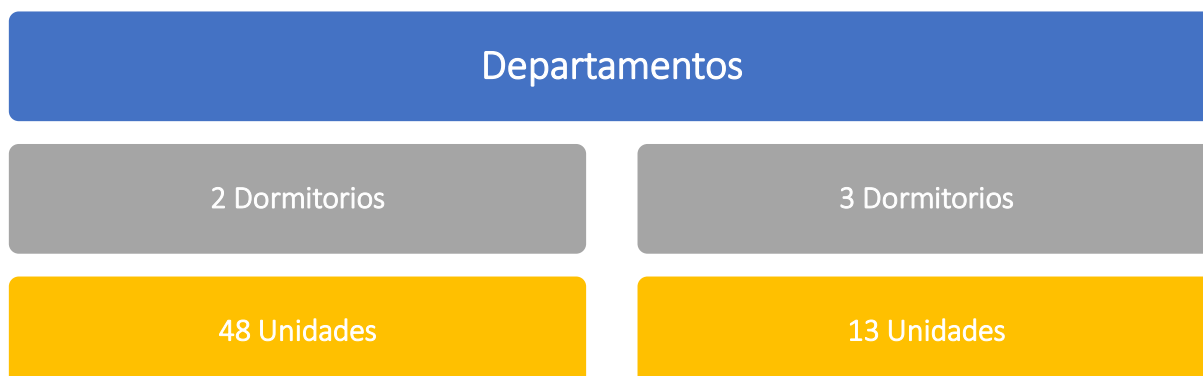 Departamentos
2 Dormitorios
3 Dormitorios
48 Unidades
13 Unidades